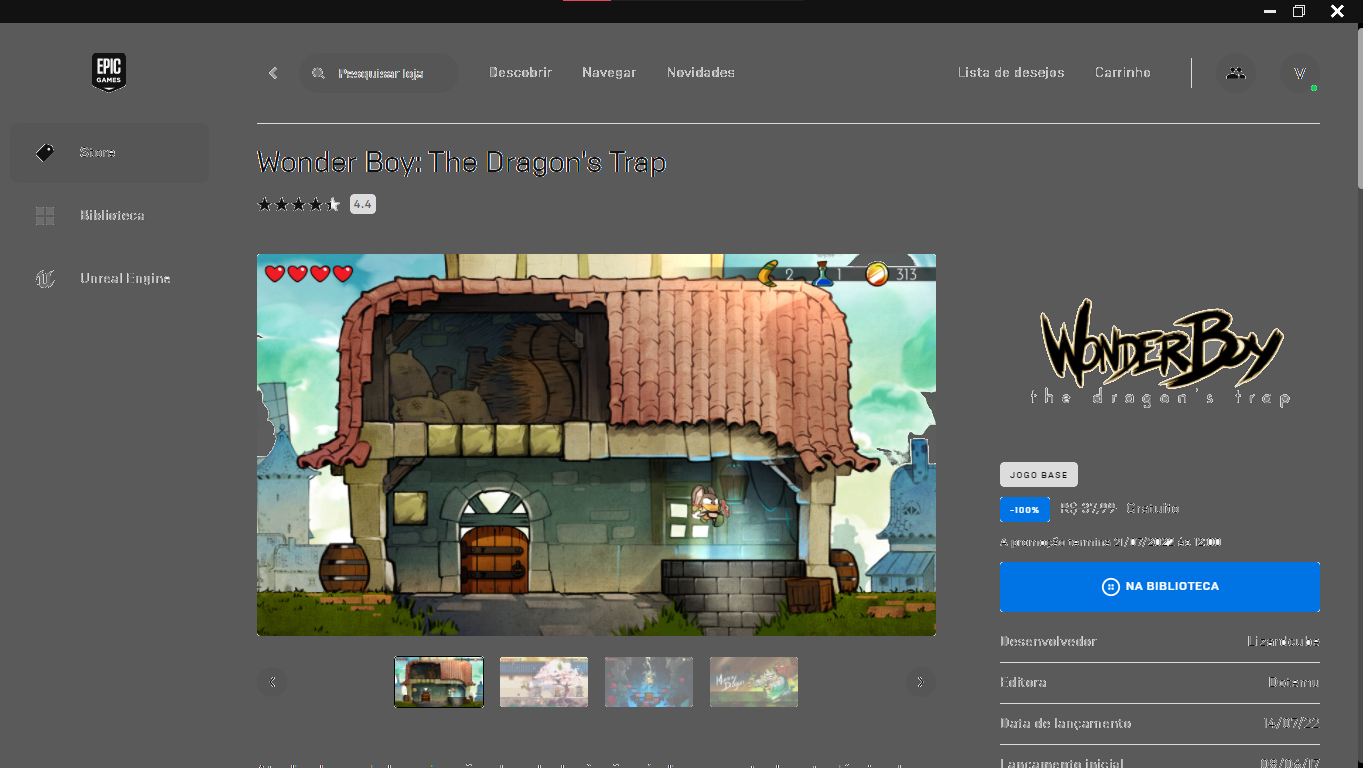 EPIC
GAMES
Pesquisar loja
Descobrir
Navegar
Novidades
Lista de desejos
Carrinho
V
Store
Biblioteca
Unreal Engine
Wonder Boy: The Dragon's Trap
4.4
2
1
313
WONDER BOY
the dragon's trap
JOGO BASE
-100%
R$ 37,99
Gratuito
A promoção termina 21/07/2022 às 12:00
NA BIBLIOTECA
Desenvolvedor
Lizardcube
Editora
Dotemu
Data de lançamento
14/07/22
Lançamento inicial
08/06/17